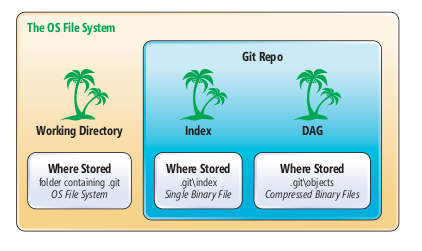 The OS File System
Git Repo
Working Directory
Index
DAG
Where Stored
folder containing .git
OS File System
Where Stored
.git\index
Single Binary File
Where Stored
.git\objects
Compressed Binary Files